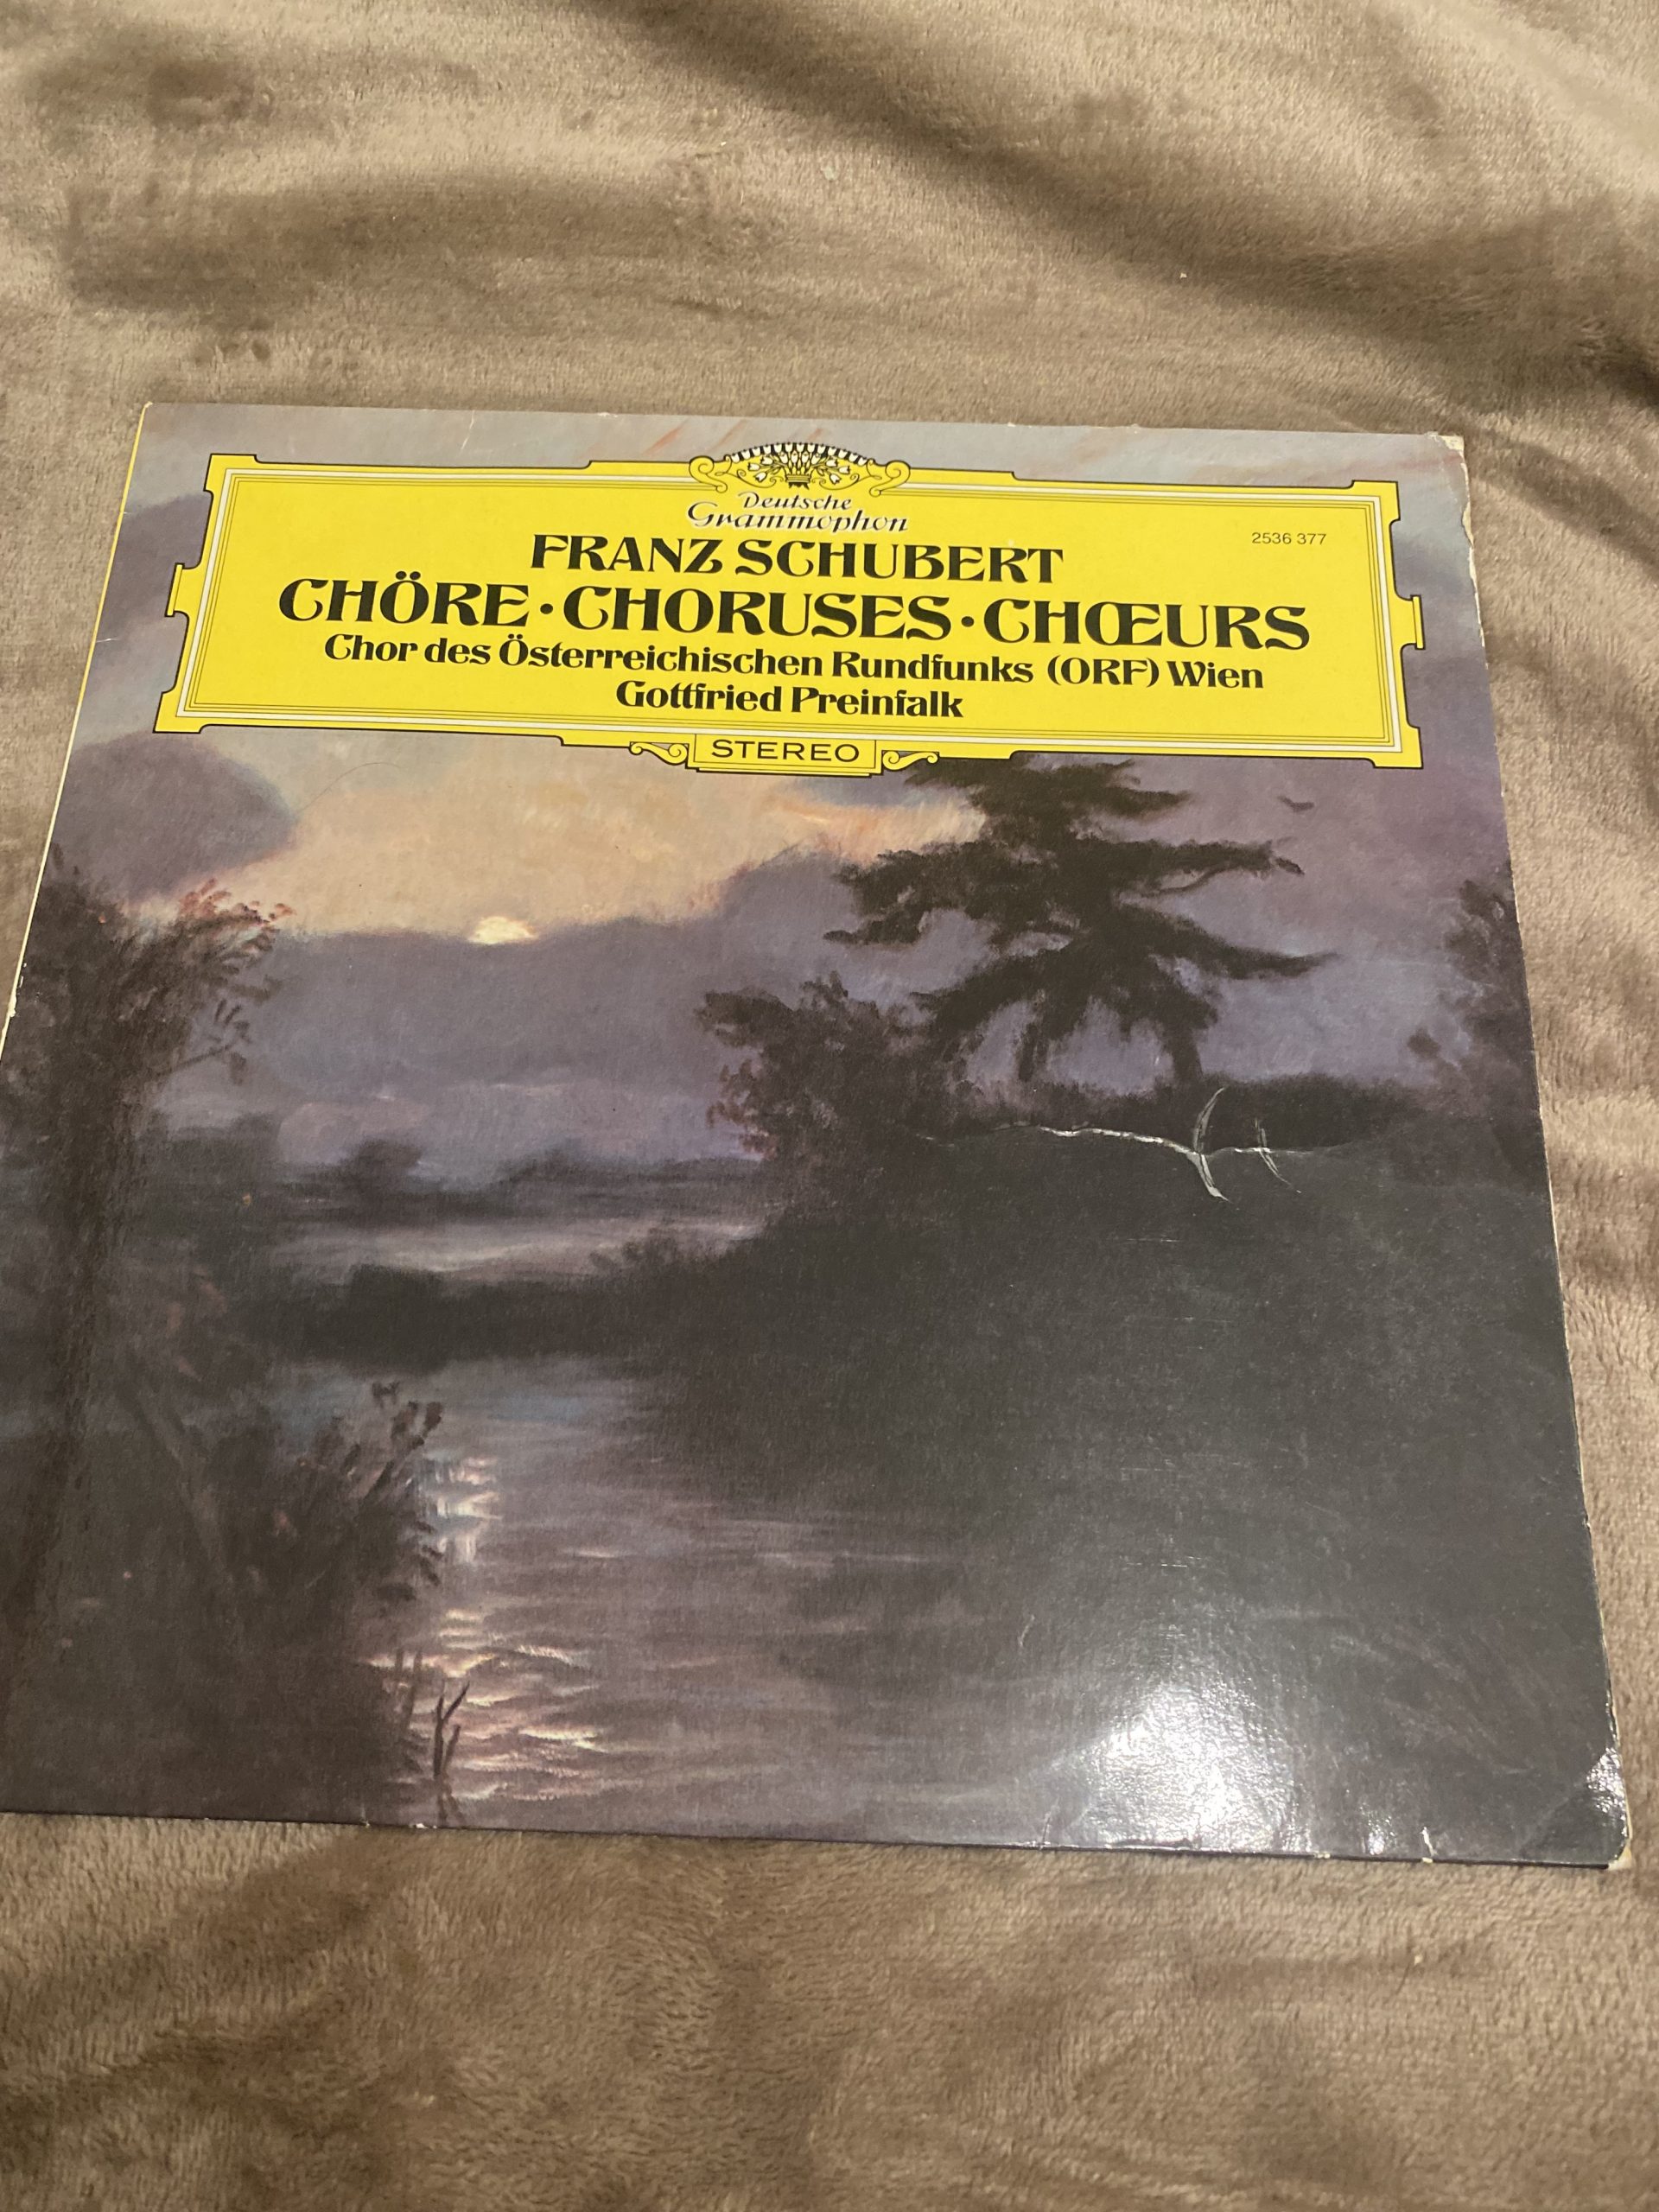 Deutsche
Grammophon
2536 377
FRANZ SCHUBERT
CHÖRE · CHORUSES · CHŒURS
Chor des Österreichischen Rundfunks (ORF) Wien
Gottfried Preinfalk
STEREO